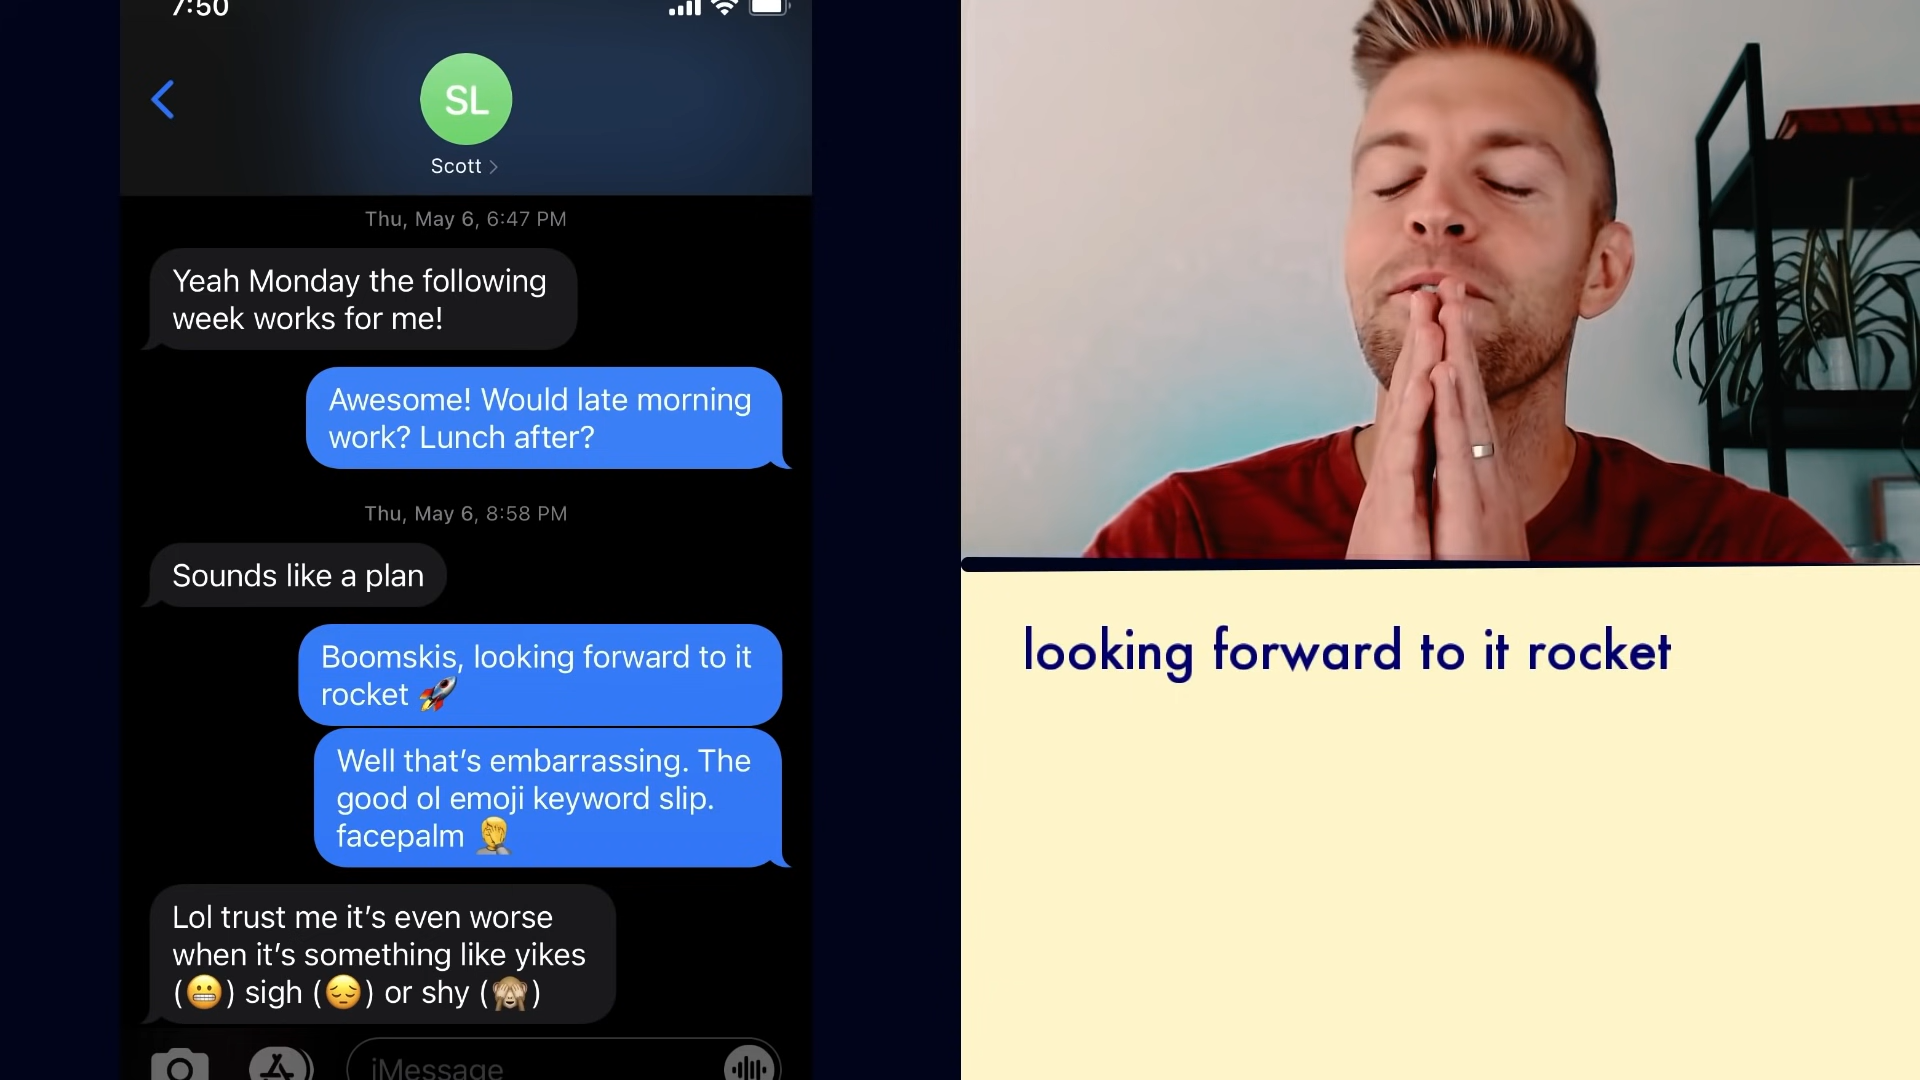 7:50
SL
Scott
Thu, May 6, 6:47 PM
Yeah Monday the following
week works for me!
Awesome! Would late morning
work? Lunch after?
Thu, May 6, 8:58 PM
Sounds like a plan
Boomskis, looking forward to it
rocket 🚀
Well that’s embarrassing. The
good ol emoji keyword slip.
facepalm 🤦
Lol trust me it’s even worse
when it’s something like yikes
(😬) sigh (😔) or shy (🙈)
iMessage
looking forward to it rocket